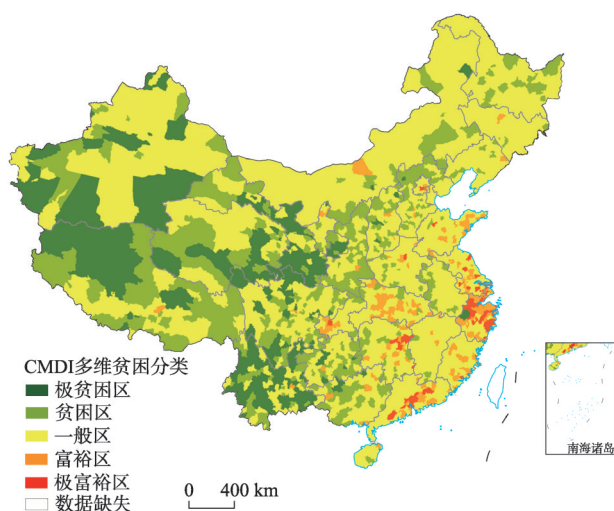 CMDI多维贫困分类
极贫困区
贫困区
一般区
富裕区
极富裕区
数据缺失
0 400 km
南海诸岛